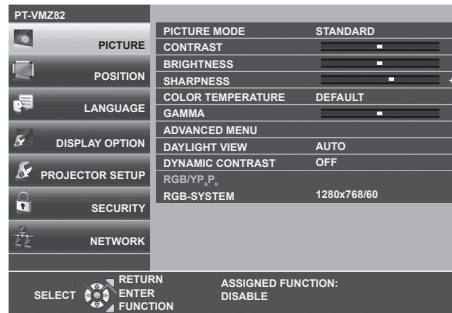 PT-VMZ82
PICTURE
POSITION
LANGUAGE
DISPLAY OPTION
PROJECTOR SETUP
SECURITY
NETWORK
PICTURE MODE STANDARD
CONTRAST
BRIGHTNESS
SHARPNESS +
COLOR TEMPERATURE DEFAULT
GAMMA
ADVANCED MENU
DAYLIGHT VIEW AUTO
DYNAMIC CONTRAST OFF
RGB/YPBPR
RGB-SYSTEM 1280x768/60
SELECT
RETURN
ENTER
FUNCTION
ASSIGNED FUNCTION:
DISABLE